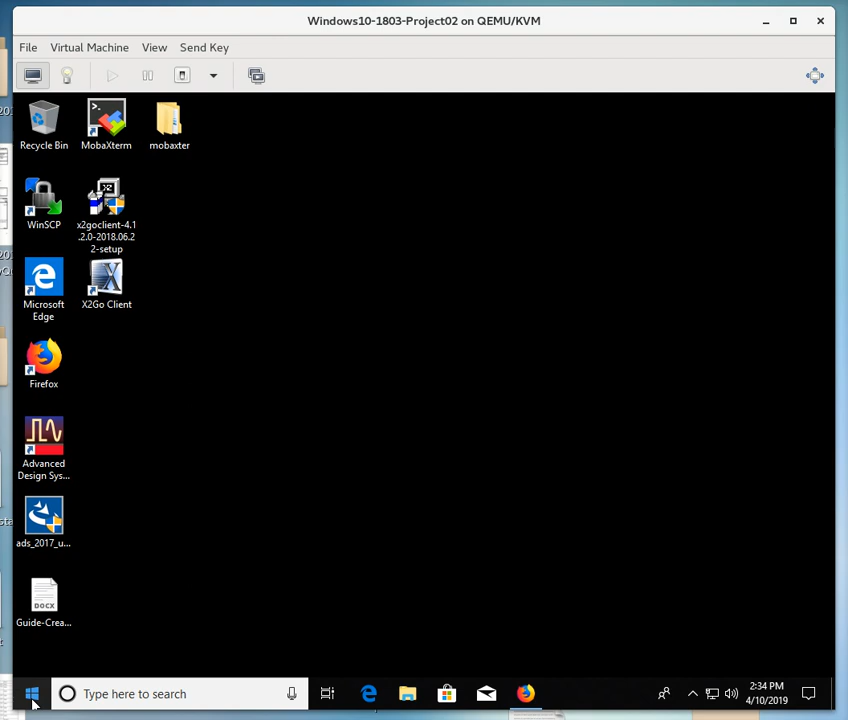 Windows10-1803-Project02 on QEMU/KVM
File Virtual Machine View Send Key
Recycle Bin
MobaXterm
mobaxter
WinSCP
x2goclient-4.1
.2.0-2018.06.2
2-setup
Microsoft
Edge
X2Go Client
Firefox
Advanced
Design Sys...
ads_2017_u...
DOCX
Guide-Crea...
Type here to search
2:34 PM
4/10/2019